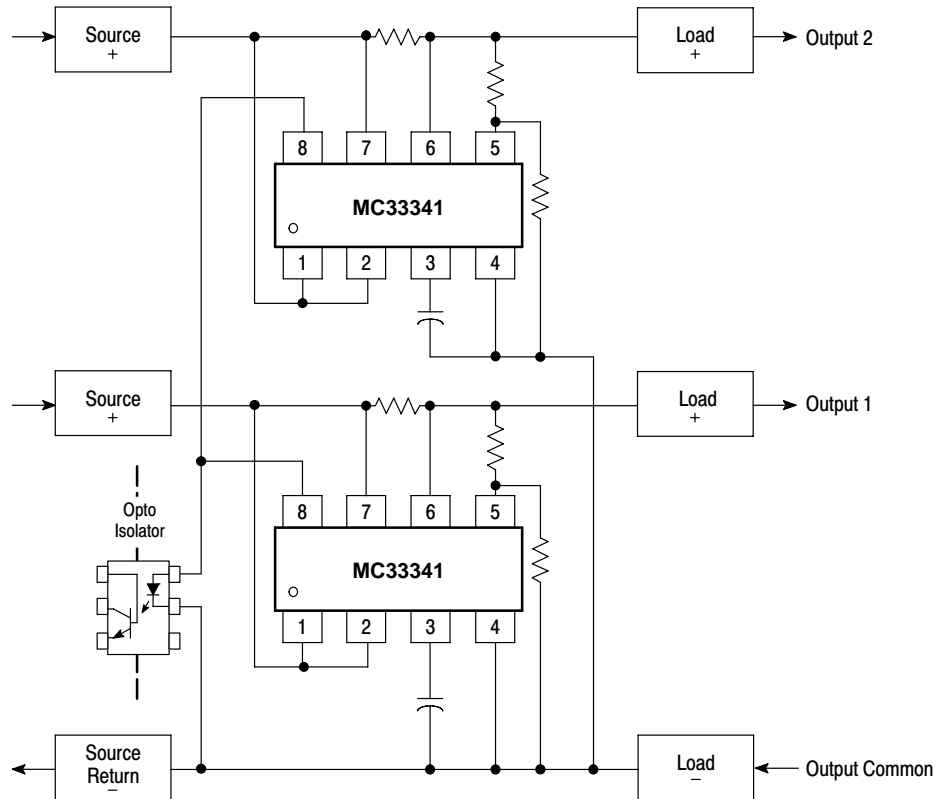 Source
+
Load
+
Output 2
8
7
6
5
MC33341
1
2
3
4
Source
+
Load
+
Output 1
Opto
Isolator
8
7
6
5
MC33341
1
2
3
4
Source
Return
–
Load
–
Output Common